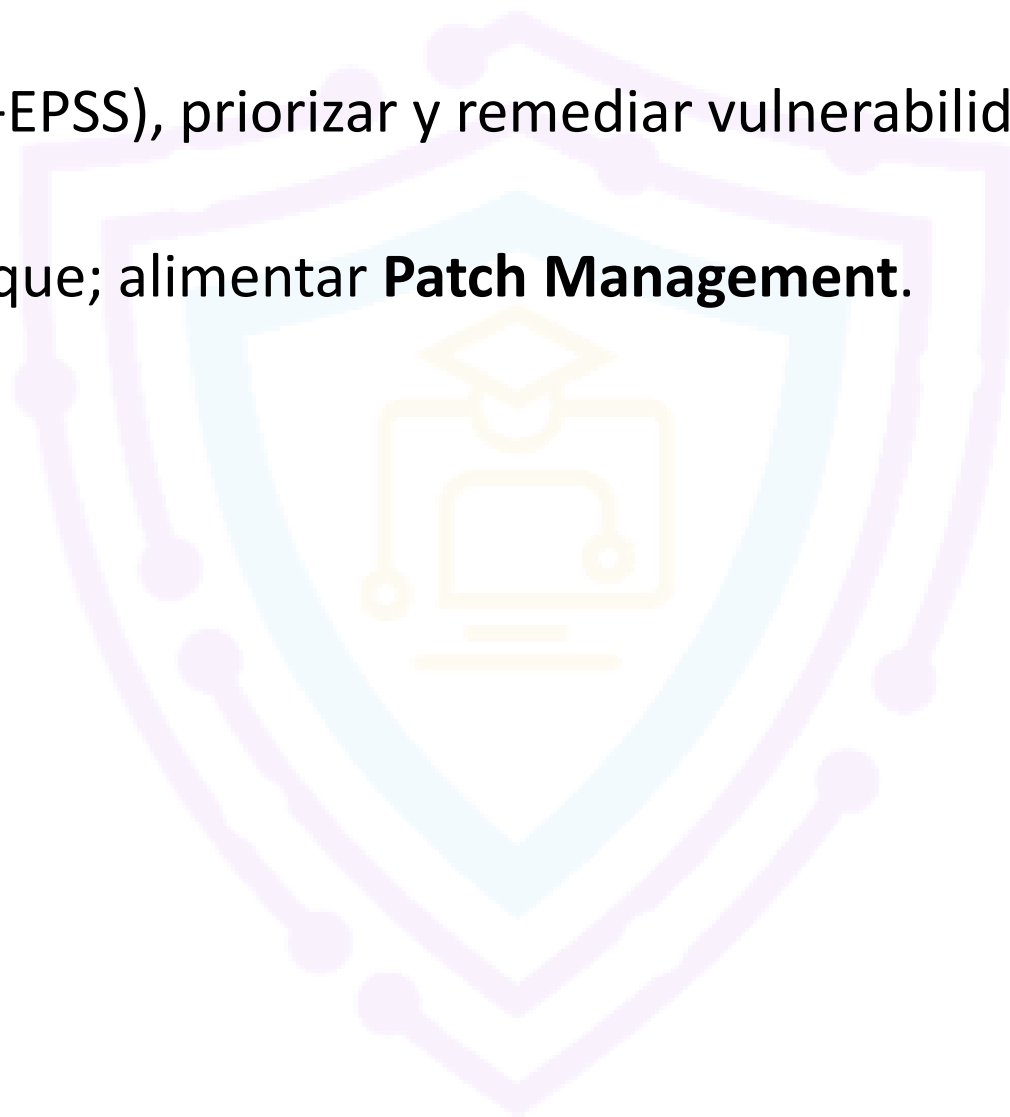 -EPSS), priorizar y remediar vulnerabilid
que; alimentar Patch Management.